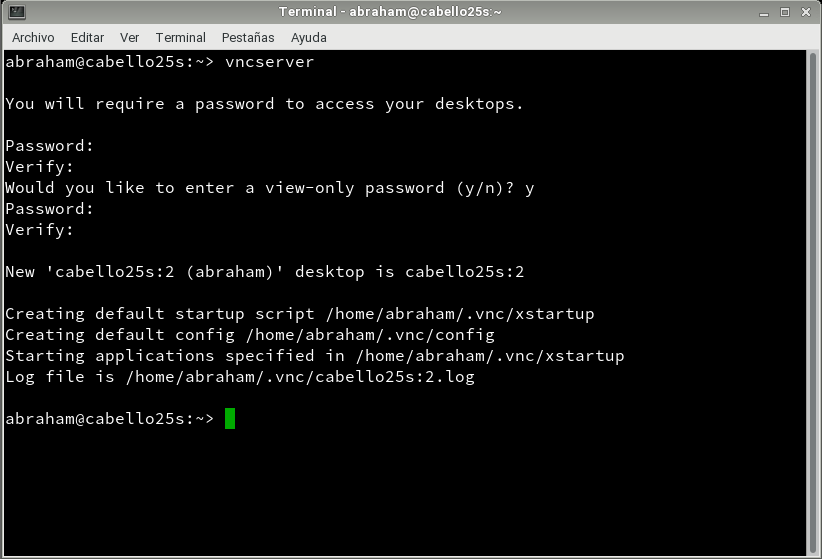 Terminal - abraham@cabello25s:~
Archivo Editar Ver Terminal Pestañas Ayuda
abraham@cabello25s:~> vncserver
You will require a password to access your desktops.
Password:
Verify:
Would you like to enter a view-only password (y/n)? y
Password:
Verify:
New 'cabello25s:2 (abraham)' desktop is cabello25s:2
Creating default startup script /home/abraham/.vnc/xstartup
Creating default config /home/abraham/.vnc/config
Starting applications specified in /home/abraham/.vnc/xstartup
Log file is /home/abraham/.vnc/cabello25s:2.log
abraham@cabello25s:~>